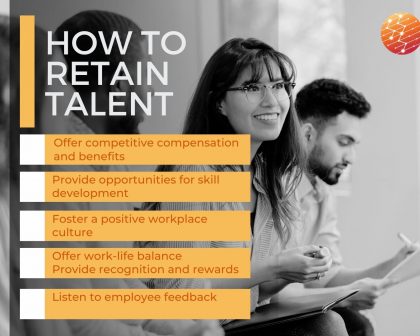 HOW TO
RETAIN
TALENT
Offer competitive compensation
and benefits
Provide opportunities for skill
development
Foster a positive workplace
culture
Offer work-life balance
Provide recognition and rewards
Listen to employee feedback